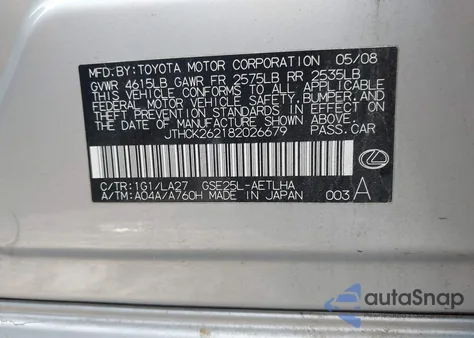 MFD.BY:TOYOTA MOTOR CORPORATION 05/08
GVWR 4615LB GAWR FR 2575LB RR 2535LB
THIS VEHICLE CONFORMS TO ALL APPLICABLE
FEDERAL MOTOR VEHICLE SAFETY, BUMPER, AND
THEFT PREVENTION STANDARDS IN EFFECT ON
THE DATE OF MANUFACTURE SHOWN ABOVE.
JTHCK262182026679 PASS.CAR
C/TR:1G1/LA27 GSE25L-AETLHA
A/TM:A04A/A760H MADE IN JAPAN 003 A
autoSnap